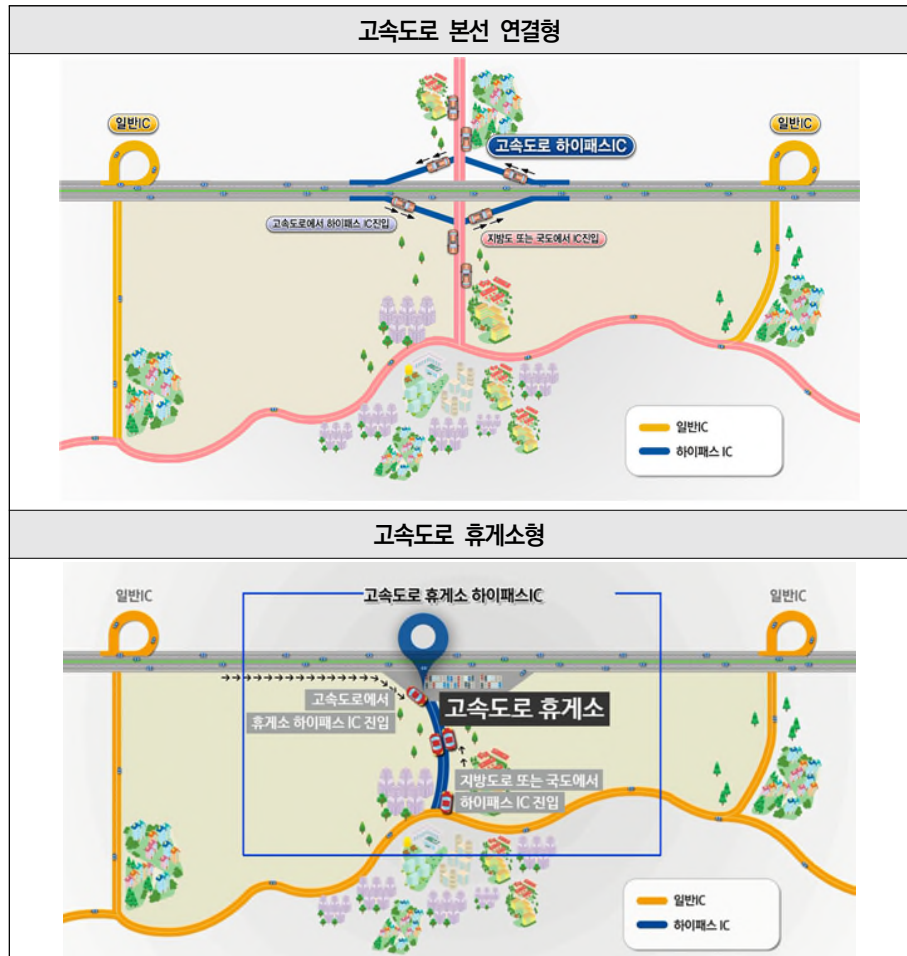 고속도로 본선 연결형
일반IC
일반IC
고속도로 하이패스IC
고속도로에서 하이패스 IC진입
지방도 또는 국도에서 IC진입
일반IC
하이패스 IC
고속도로 휴게소형
일반IC
고속도로 휴게소 하이패스IC
일반IC
고속도로에서
휴게소 하이패스 IC 진입
고속도로 휴게소
지방도로 또는 국도에서
하이패스 IC 진입
일반IC
하이패스 IC